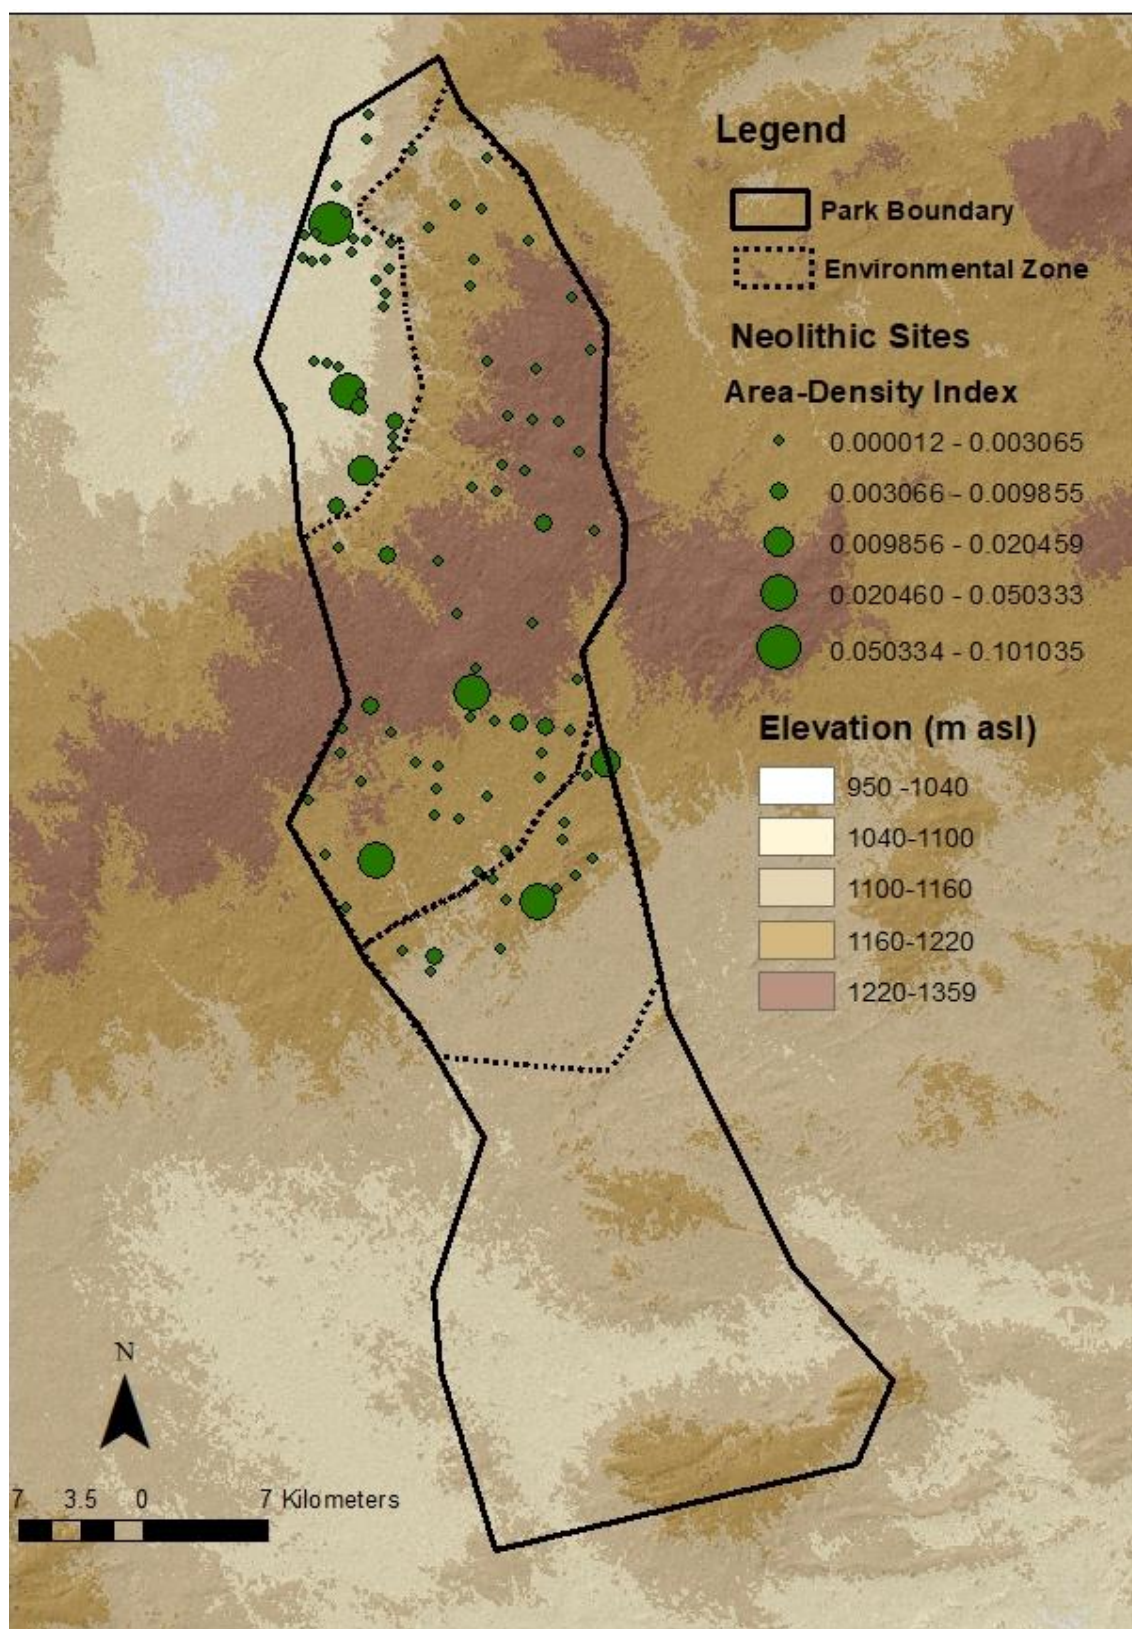 Legend
Park Boundary
Environmental Zone
Neolithic Sites
Area-Density Index
0.000012 - 0.003065
0.003066 - 0.009855
0.009856 - 0.020459
0.020460 - 0.050333
0.050334 - 0.101035
Elevation (m asl)
950 -1040
1040-1100
1100-1160
1160-1220
1220-1359
N
7 3.5 0 7 Kilometers